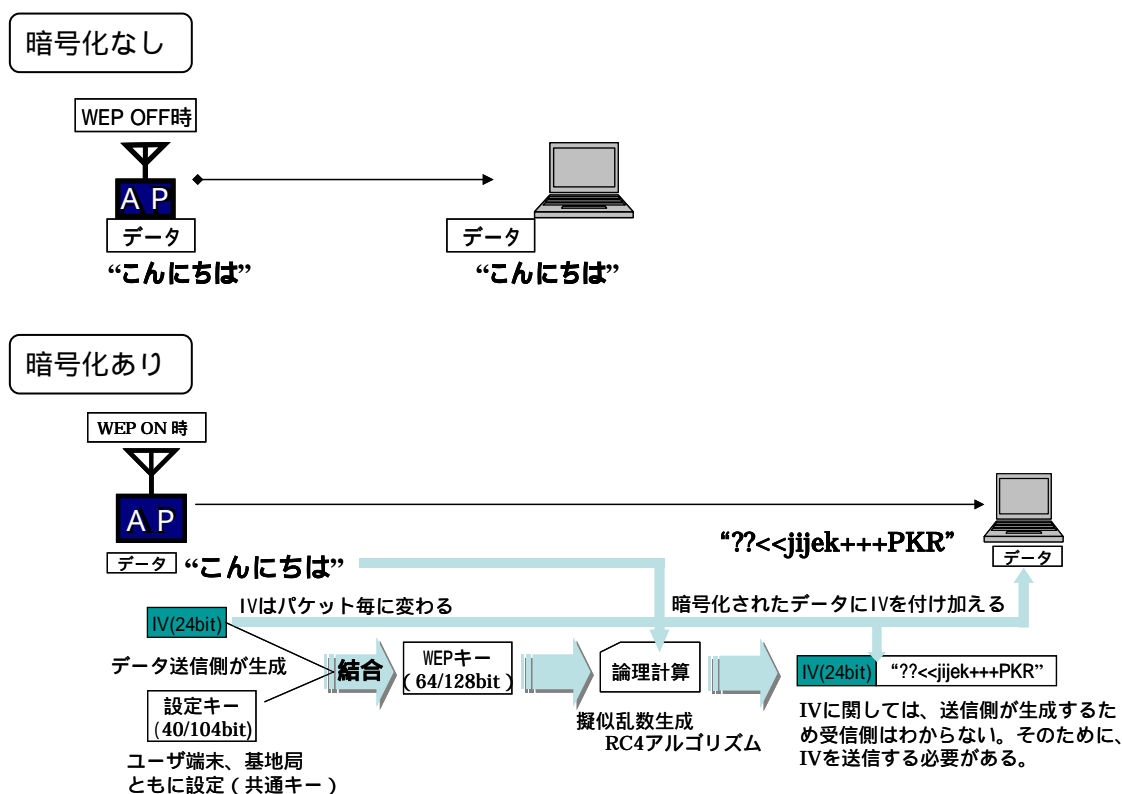 暗号化なし
WEP OFF時
AP
データ
“こんにちは”
データ
“こんにちは”
暗号化あり
WEP ON 時
AP
データ
“こんにちは”
“??<<jijek+++PKR”
データ
IVはパケット毎に変わる
暗号化されたデータにIVを付け加える
IV(24bit)
データ送信側が生成
設定キー
(40/104bit)
ユーザ端末、基地局
ともに設定（共通キー）
結合
WEPキー
（64/128bit）
論理計算
擬似乱数生成
RC4アルゴリズム
IV(24bit)
“??<<jijek+++PKR”
IVに関しては、送信側が生成するた
め受信側はわからない。そのために、
IVを送信する必要がある。